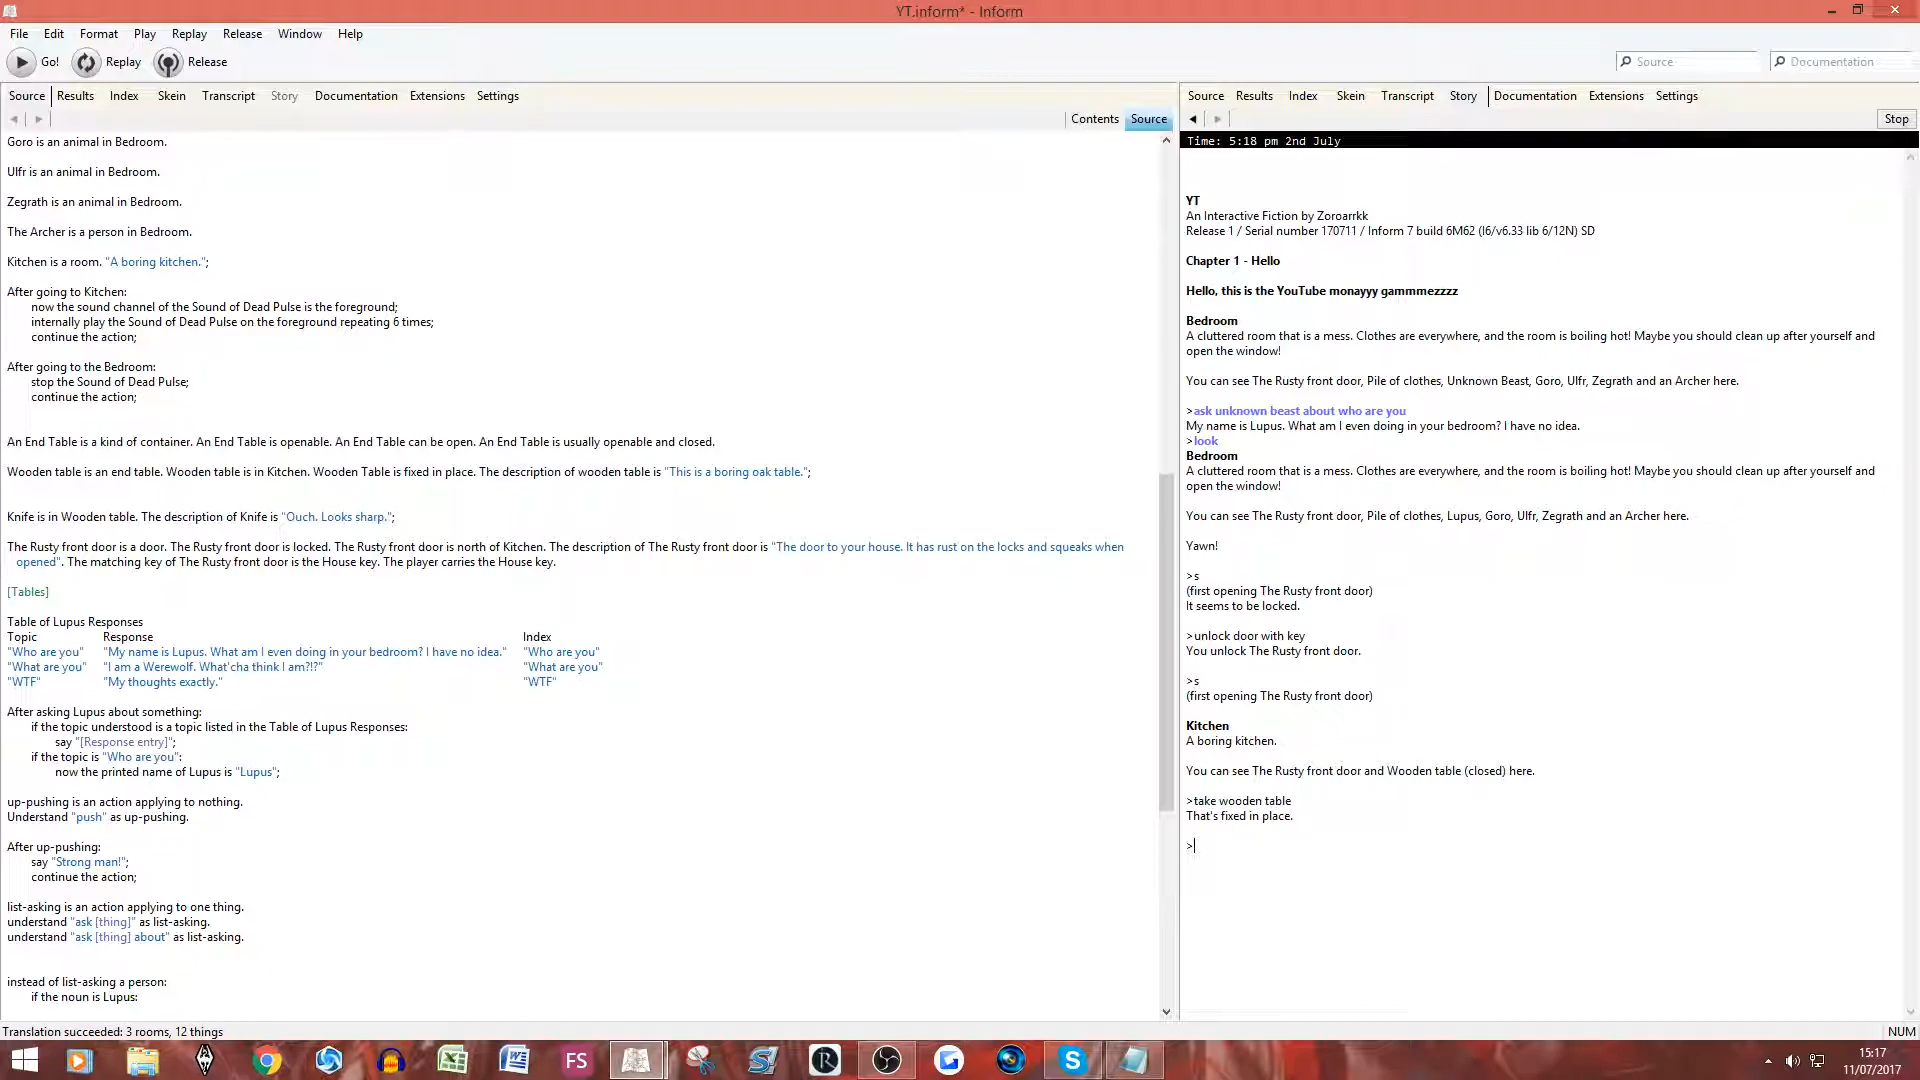 YT.inform* - Inform
File Edit Format Play Replay Release Window Help
Go! Replay Release
Source Documentation
Source Results Index Skein Transcript Story Documentation Extensions Settings
Contents Source
Goro is an animal in Bedroom.
Ulfr is an animal in Bedroom.
Zegrath is an animal in Bedroom.
The Archer is a person in Bedroom.
Kitchen is a room. "A boring kitchen.";
After going to Kitchen:
now the sound channel of the Sound of Dead Pulse is the foreground;
internally play the Sound of Dead Pulse on the foreground repeating 6 times;
continue the action;
After going to the Bedroom:
stop the Sound of Dead Pulse;
continue the action;
An End Table is a kind of container. An End Table is openable. An End Table can be open. An End Table is usually openable and closed.
Wooden table is an end table. Wooden table is in Kitchen. Wooden Table is fixed in place. The description of wooden table is "This is a boring oak table.";
Knife is in Wooden table. The description of Knife is "Ouch. Looks sharp.";
The Rusty front door is a door. The Rusty front door is locked. The Rusty front door is north of Kitchen. The description of The Rusty front door is "The door to your house. It has rust on the locks and squeaks when
opened". The matching key of The Rusty front door is the House key. The player carries the House key.
[Tables]
Table of Lupus Responses
Topic Response Index
"Who are you" "My name is Lupus. What am I even doing in your bedroom? I have no idea." "Who are you"
"What are you" "I am a Werewolf. What'cha think I am?!?" "What are you"
"WTF" "My thoughts exactly." "WTF"
After asking Lupus about something:
if the topic understood is a topic listed in the Table of Lupus Responses:
say "[Response entry]";
if the topic is "Who are you":
now the printed name of Lupus is "Lupus";
up-pushing is an action applying to nothing.
Understand "push" as up-pushing.
After up-pushing:
say "Strong man!";
continue the action;
list-asking is an action applying to one thing.
understand "ask [thing]" as list-asking.
understand "ask [thing] about" as list-asking.
instead of list-asking a person:
if the noun is Lupus:
Source Results Index Skein Transcript Story Documentation Extensions Settings
Stop
Time: 5:18 pm 2nd July
YT
An Interactive Fiction by Zoroarrkk
Release 1 / Serial number 170711 / Inform 7 build 6M62 (I6/v6.33 lib 6/12N) SD
Chapter 1 - Hello
Hello, this is the YouTube monayyy gammmezzzz
Bedroom
A cluttered room that is a mess. Clothes are everywhere, and the room is boiling hot! Maybe you should clean up after yourself and
open the window!
You can see The Rusty front door, Pile of clothes, Unknown Beast, Goro, Ulfr, Zegrath and an Archer here.
>ask unknown beast about who are you
My name is Lupus. What am I even doing in your bedroom? I have no idea.
>look
Bedroom
A cluttered room that is a mess. Clothes are everywhere, and the room is boiling hot! Maybe you should clean up after yourself and
open the window!
You can see The Rusty front door, Pile of clothes, Lupus, Goro, Ulfr, Zegrath and an Archer here.
Yawn!
>s
(first opening The Rusty front door)
It seems to be locked.
>unlock door with key
You unlock The Rusty front door.
>s
(first opening The Rusty front door)
Kitchen
A boring kitchen.
You can see The Rusty front door and Wooden table (closed) here.
>take wooden table
That's fixed in place.
>
Translation succeeded: 3 rooms, 12 things
NUM
FS
15:17
11/07/2017